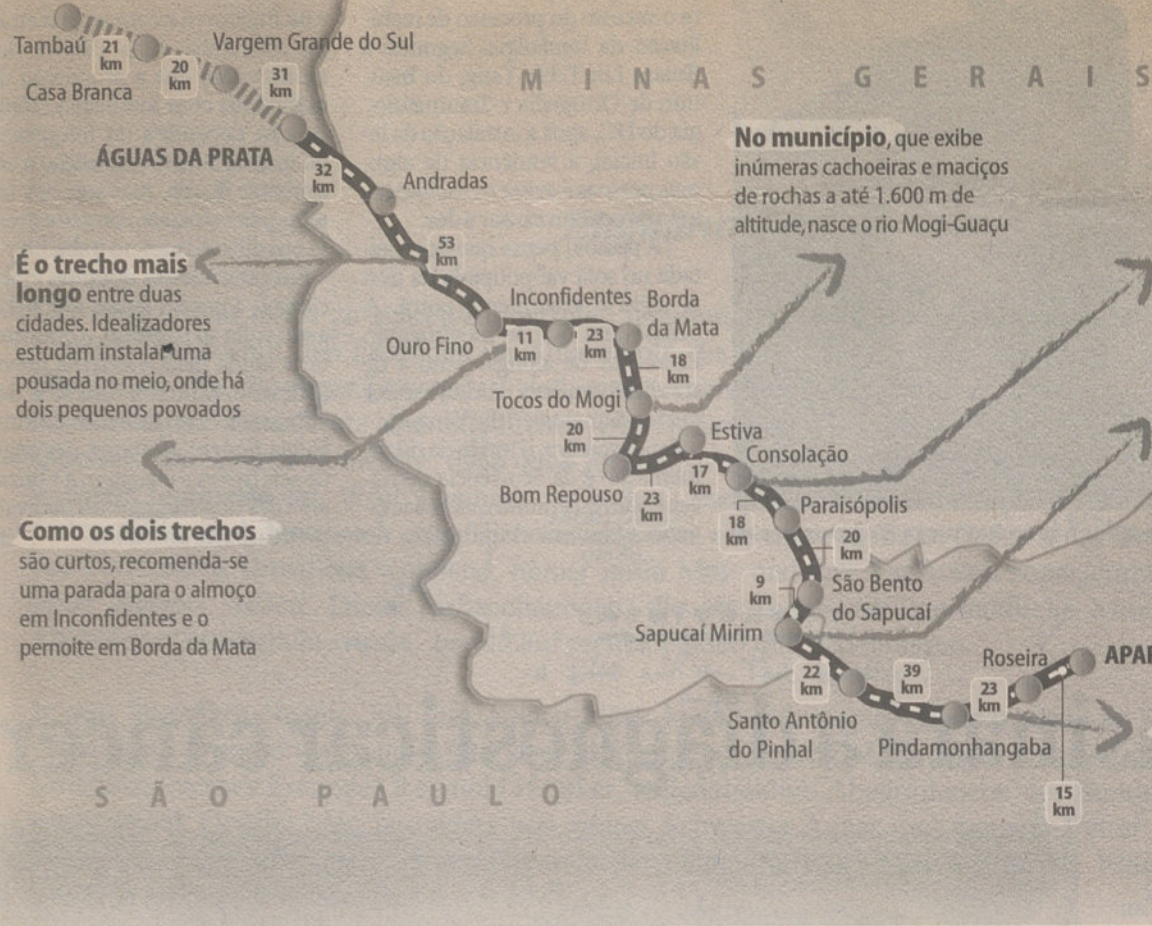 Tambaú
21
km
Vargem Grande do Sul
20
km
31
km
Casa Branca
MINAS GERAIS
ÁGUAS DA PRATA
32
km
Andradas
No município, que exibe
inúmeras cachoeiras e maciços
de rochas a até 1.600 m de
altitude, nasce o rio Mogi-Guaçu
53
km
É o trecho mais
longo entre duas
cidades. Idealizadores
estudam instalar uma
pousada no meio, onde há
dois pequenos povoados
Inconfidentes
Borda
da Mata
Ouro Fino
11
km
23
km
18
km
Tocos do Mogi
20
km
Estiva
Consolação
17
km
Bom Repouso
23
km
Paraisópolis
18
km
20
km
Como os dois trechos
são curtos, recomenda-se
uma parada para o almoço
em Inconfidentes e o
pernoite em Borda da Mata
9
km
São Bento
do Sapucaí
Sapucaí Mirim
Roseira
APAR
22
km
39
km
23
km
Santo Antônio
do Pinhal
Pindamonhangaba
15
km
SÃO PAULO